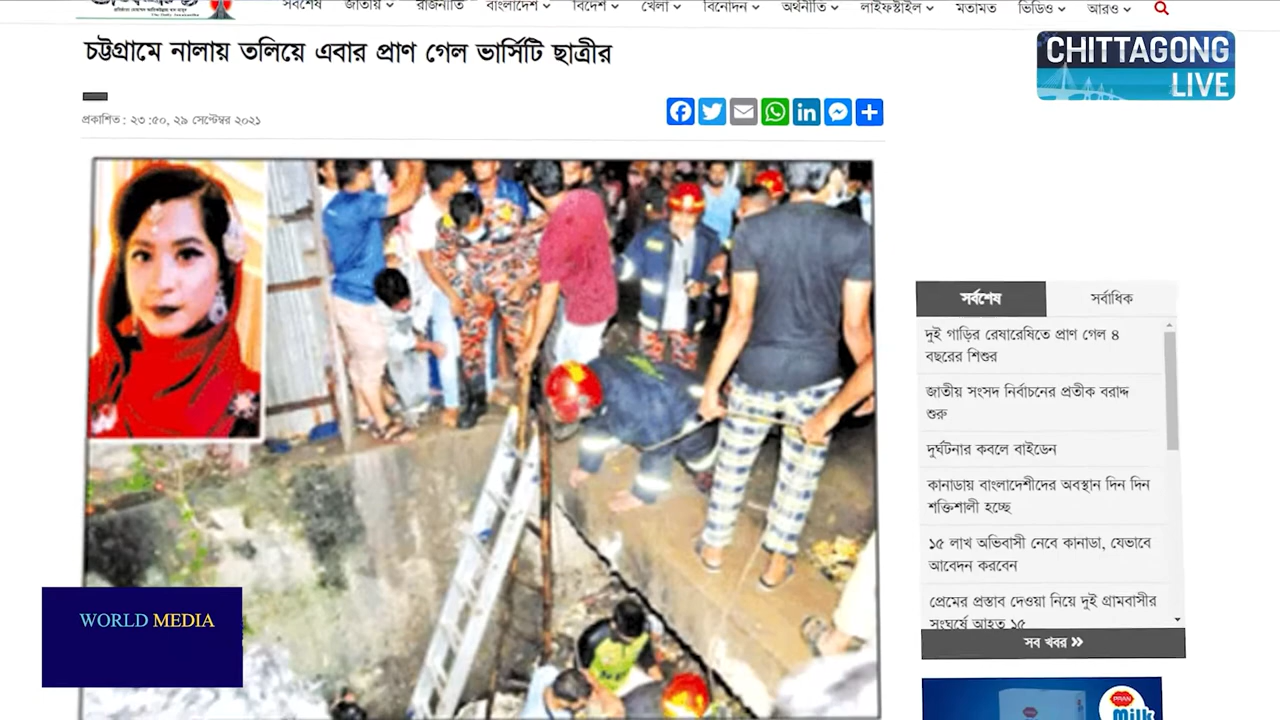 সর্বশেষ জাতীয় রাজনীতি বাংলাদেশ বিদেশ খেলা বিনোদন অর্থনীতি লাইফস্টাইল মতামত ভিডিও আরও
চট্টগ্রামে নালায় তলিয়ে এবার প্রাণ গেল ভার্সিটি ছাত্রীর
CHITTAGONG
LIVE
প্রকাশিত: ২৩:৫০, ২৯ সেপ্টেম্বর ২০২১
সর্বশেষ সর্বাধিক
দুই গাড়ির রেষারেষিতে প্রাণ গেল ৪
বছরের শিশুর
জাতীয় সংসদ নির্বাচনের প্রতীক বরাদ্দ
শুরু
দুর্ঘটনার কবলে বাইডেন
কানাডায় বাংলাদেশীদের অবস্থান দিন দিন
শক্তিশালী হচ্ছে
১৫ লাখ অভিবাসী নেবে কানাডা, যেভাবে
আবেদন করবেন
প্রেমের প্রস্তাব দেওয়া নিয়ে দুই গ্রামবাসীর
সংঘর্ষে আহত ১৫
সব খবর
WORLD MEDIA
PRAN
Milk